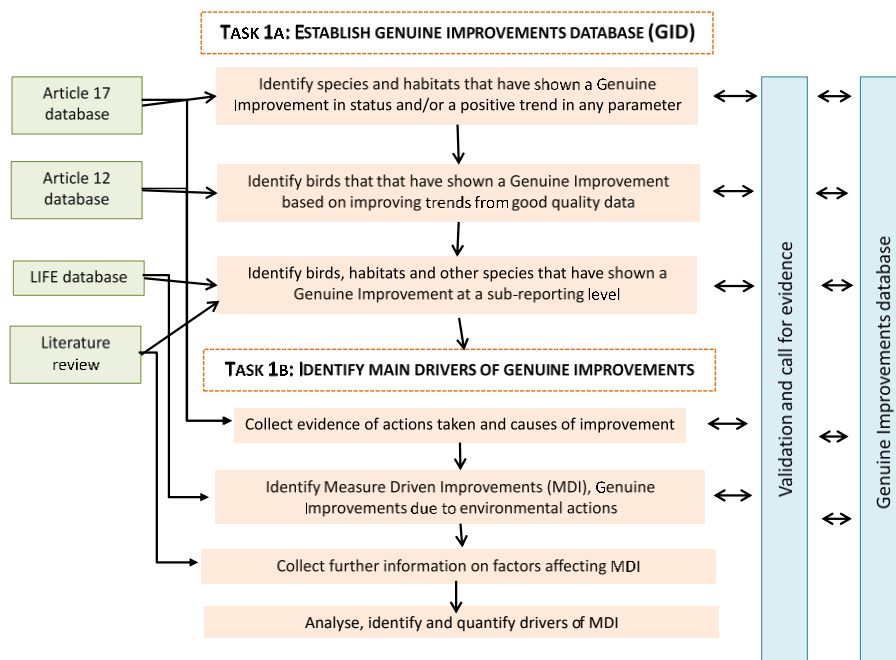 TASK 1A: ESTABLISH GENUINE IMPROVEMENTS DATABASE (GID)
Article 17
database
Identify species and habitats that have shown a Genuine
Improvement in status and/or a positive trend in any parameter
Article 12
database
Identify birds that that have shown a Genuine Improvement
based on improving trends from good quality data
LIFE database
Identify birds, habitats and other species that have shown a
Genuine Improvement at a sub-reporting level
Literature
review
TASK 1B: IDENTIFY MAIN DRIVERS OF GENUINE IMPROVEMENTS
Collect evidence of actions taken and causes of improvement
Identify Measure Driven Improvements (MDI), Genuine
Improvements due to environmental actions
Collect further information on factors affecting MDI
Analyse, identify and quantify drivers of MDI
Validation and call for evidence
Genuine Improvements database